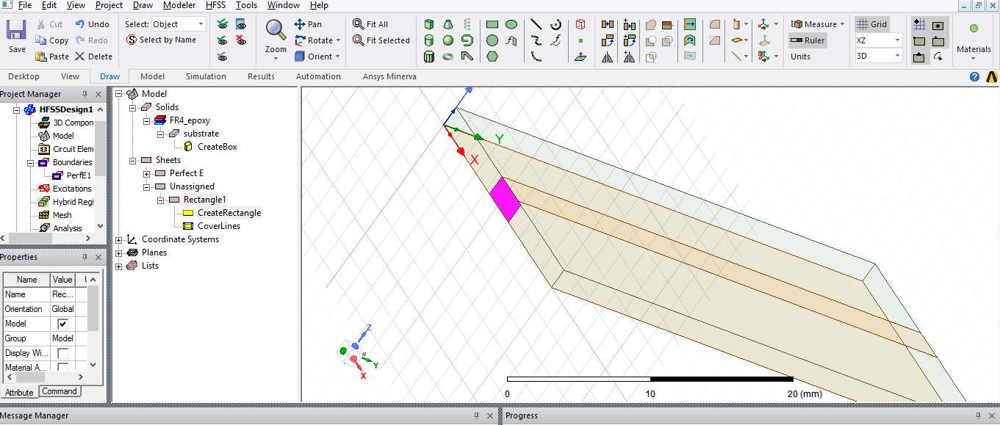 File Edit View Project Draw Modeler HFSS Tools Window Help
Save
Cut
Copy
Paste
Undo
Redo
Delete
Select: Object
Select by Name
Zoom
Pan
Rotate
Orient
Fit All
Fit Selected
Measure
Ruler
Units
Grid
XZ
3D
Materials
Desktop View Draw Model Simulation Results Automation Ansys Minerva
Project Manager
HFSSDesign1
3D Compon
Model
Circuit Elem
Boundaries
PerfE1
Excitations
Hybrid Regi
Mesh
Analysis
Properties
Name Value U
Name Rec...
Orientation Global
Model
Group Model
Display Wi...
Material A...
Attribute Command
Model
Solids
FR4_epoxy
substrate
CreateBox
Sheets
Perfect E
Unassigned
Rectangle1
CreateRectangle
CoverLines
Coordinate Systems
Planes
Lists
Y
X
Z
Y
X
0 10 20 (mm)
Message Manager
Progress